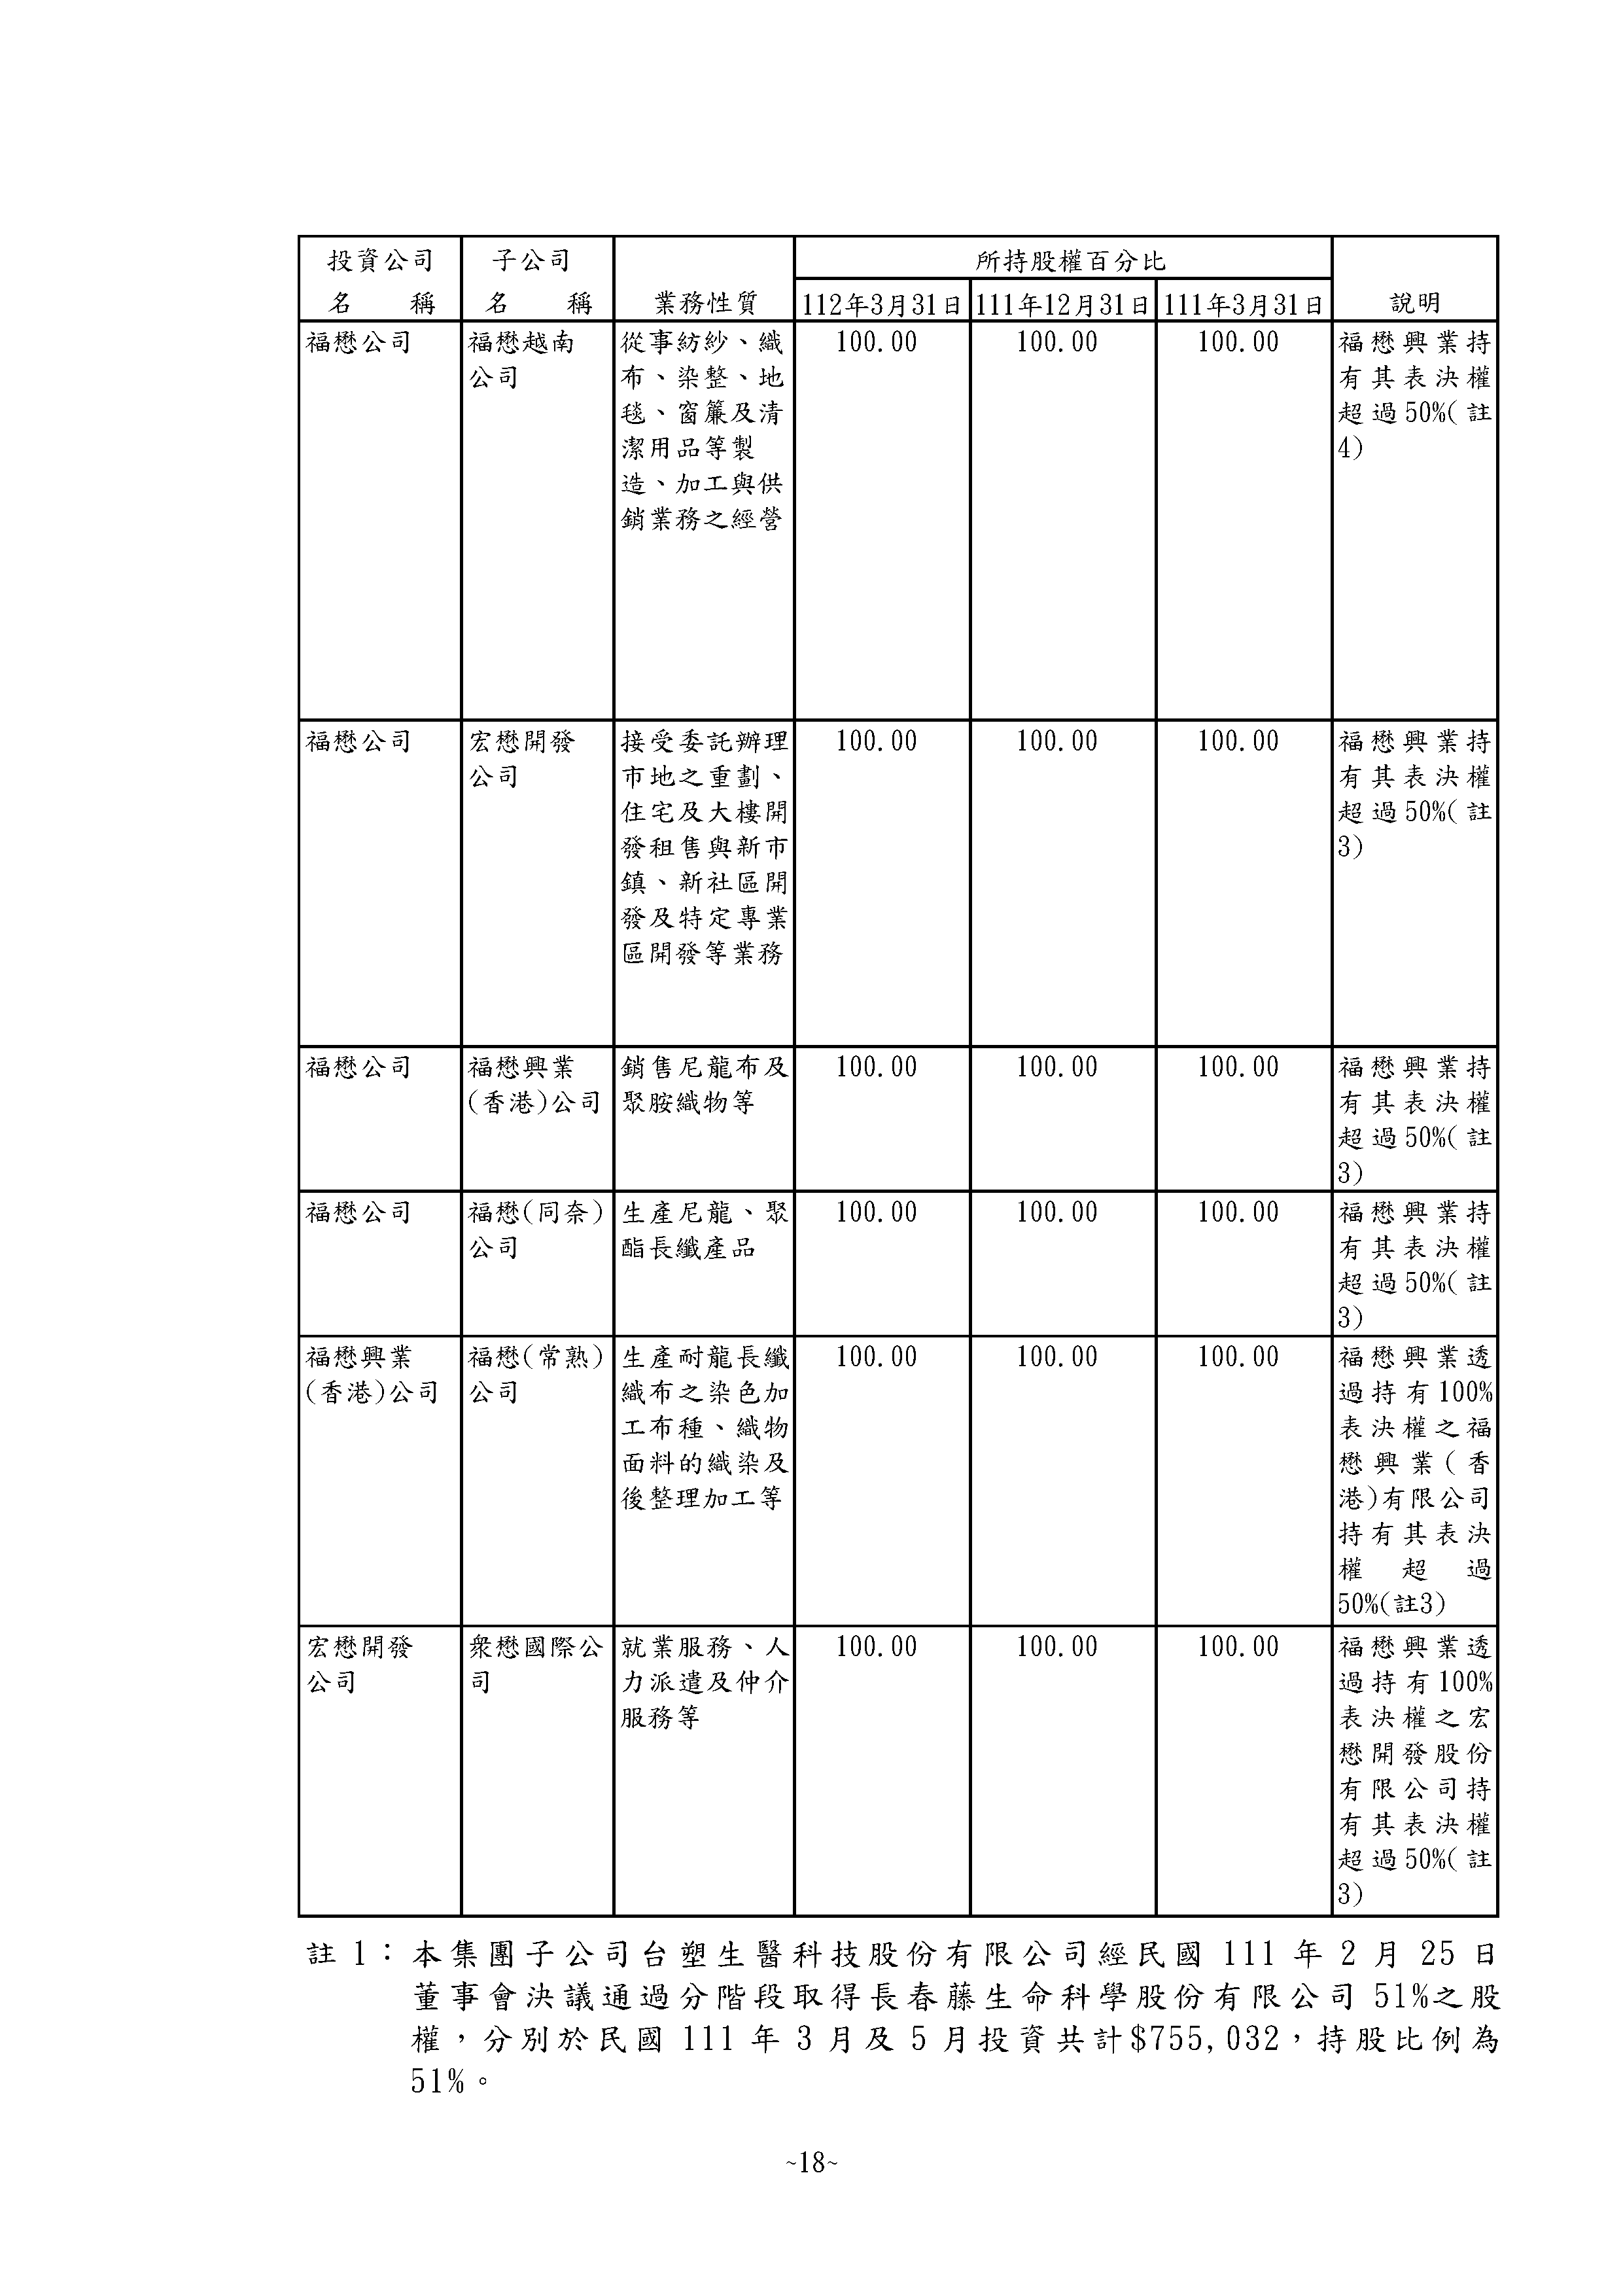 投資公司 子公司 所持股權百分比
名 稱 名 稱 業務性質 112年3月31日 111年12月31日 111年3月31日 說明
福懋公司 福懋越南 從事紡紗、織 100.00 100.00 100.00 福懋興業持
公司 布、染整、地 有其表決權
毯、窗簾及清 超過50%(註
潔用品等製 4)
造、加工與供
銷業務之經營
福懋公司 宏懋開發 接受委託辦理 100.00 100.00 100.00 福懋興業持
公司 市地之重劃、 有其表決權
住宅及大樓開 超過50%(註
發租售與新市 3)
鎮、新社區開
發及特定專業
區開發等業務
福懋公司 福懋興業 銷售尼龍布及 100.00 100.00 100.00 福懋興業持
(香港)公司 聚胺織物等 有其表決權
超過50%(註
3)
福懋公司 福懋(同奈) 生產尼龍、聚 100.00 100.00 100.00 福懋興業持
公司 酯長纖產品 有其表決權
超過50%(註
3)
福懋興業 福懋(常熟) 生產耐龍長纖 100.00 100.00 100.00 福懋興業透
(香港)公司 公司 織布之染色加 過持有100%
工布種、織物 表決權之福
面料的織染及 懋興業(香
後整理加工等 港)有限公司
持有其表決
權超過
50%(註3)
宏懋開發 衆懋國際公 就業服務、人 100.00 100.00 100.00 福懋興業透
公司 司 力派遣及仲介 過持有100%
服務等 表決權之宏
懋開發股份
有限公司持
有其表決權
超過50%(註
3)
註 1：本集團子公司台塑生醫科技股份有限公司經民國 111 年 2 月 25 日
董事會決議通過分階段取得長春藤生命科學股份有限公司 51%之股
權，分別於民國 111 年 3 月及 5 月投資共計$755,032，持股比例為
51%。
~18~